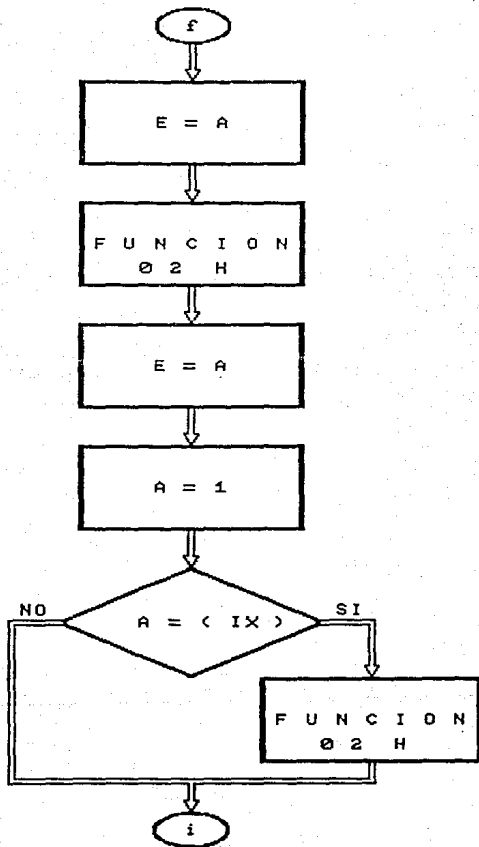 f
E = A
F U N C I O N
0 2 H
E = A
A = 1
NO
A = ( IX )
SI
F U N C I O N
0 2 H
i